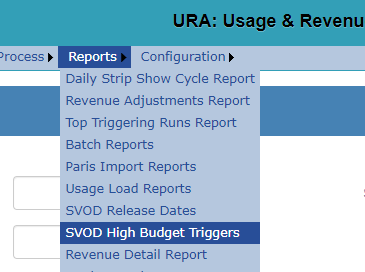 URA: Usage & Revenu
Process Reports Configuration
Daily Strip Show Cycle Report
Revenue Adjustments Report
Top Triggering Runs Report
Batch Reports
Paris Import Reports
Usage Load Reports
SVOD Release Dates
SVOD High Budget Triggers
Revenue Detail Report